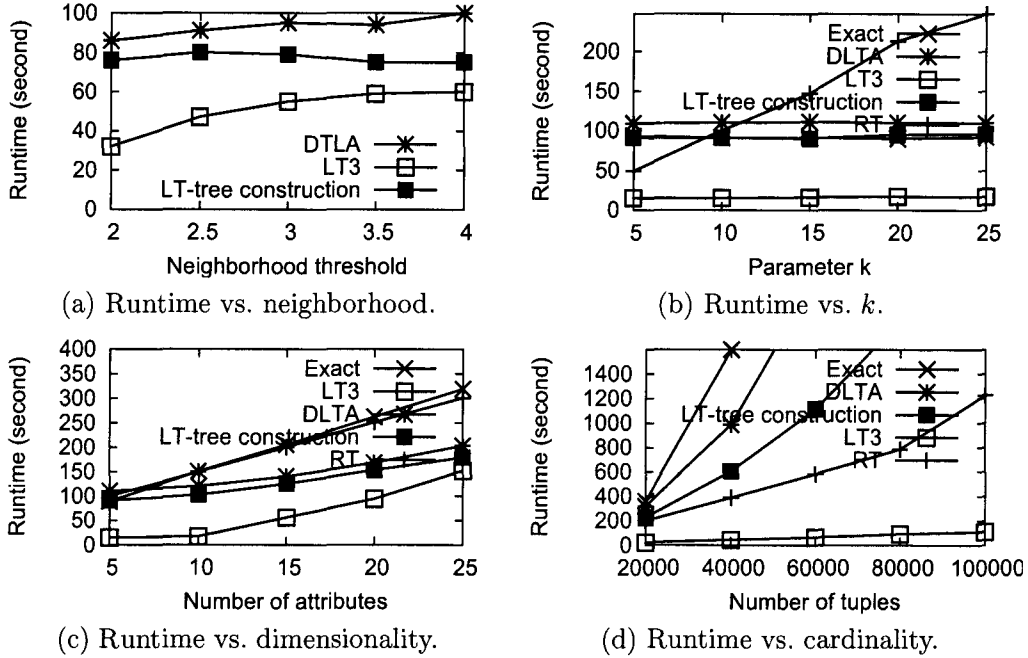 100
80
60
40
20
0
Runtime (second)
DTLA
LT3
LT-tree construction
2 2.5 3 3.5 4
Neighborhood threshold
(a) Runtime vs. neighborhood.
200
150
100
50
0
Runtime (second)
Exact
DLTA
LT3
LT-tree construction
RT
5 10 15 20 25
Parameter k
(b) Runtime vs. k.
400
350
300
250
200
150
100
50
0
Runtime (second)
Exact
LT3
DLTA
LT-tree construction
RT
5 10 15 20 25
Number of attributes
(c) Runtime vs. dimensionality.
1400
1200
1000
800
600
400
200
0
Runtime (second)
Exact
DLTA
LT-tree construction
LT3
RT
20000 40000 60000 80000 100000
Number of tuples
(d) Runtime vs. cardinality.